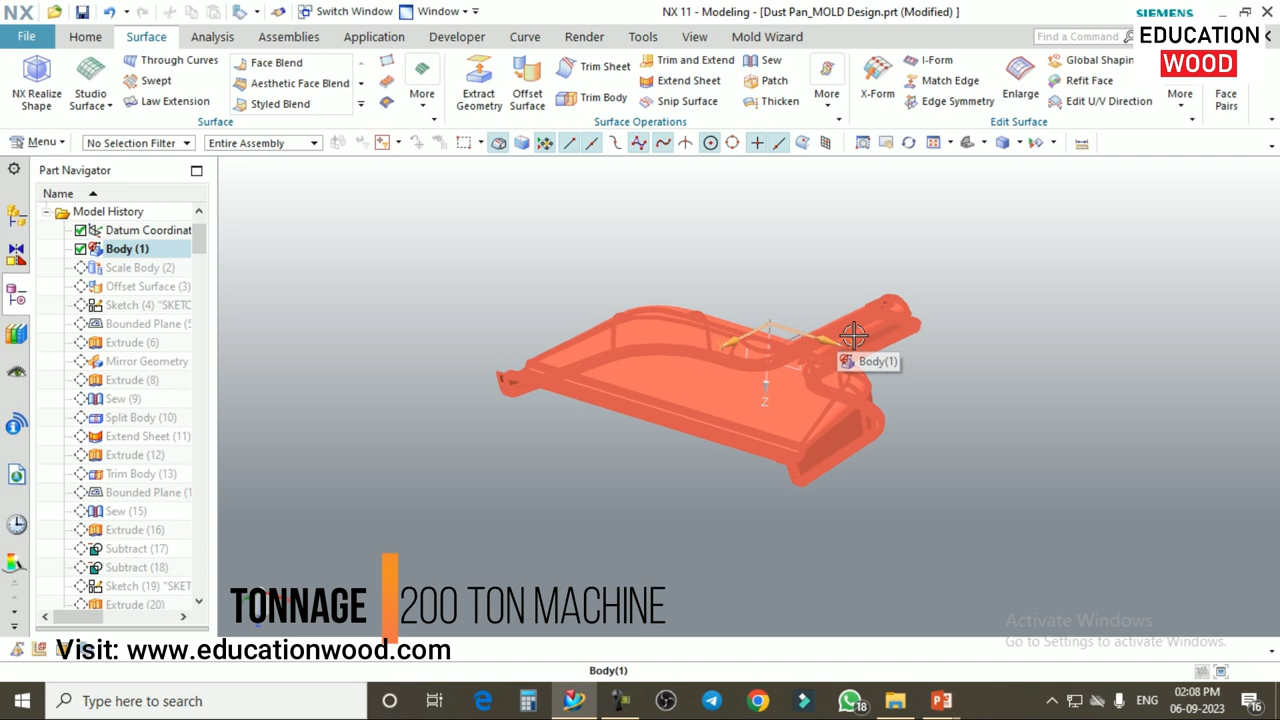 NX
Switch Window
Window
NX 11 - Modeling - [Dust Pan_MOLD Design.prt (Modified) ]
SIEMENS
File
Home
Surface
Analysis
Assemblies
Application
Developer
Curve
Render
Tools
View
Mold Wizard
Find a Command
EDUCATION
WOOD
NX Realize
Shape
Studio
Surface
Through Curves
Swept
Law Extension
Face Blend
Aesthetic Face Blend
Styled Blend
More
Surface
Extract
Geometry
Offset
Surface
Trim Sheet
Trim Body
Trim and Extend
Extend Sheet
Snip Surface
Sew
Patch
Thicken
More
Surface Operations
X-Form
I-Form
Match Edge
Edge Symmetry
Enlarge
Global Shapin
Refit Face
Edit U/V Direction
More
Edit Surface
Face
Pairs
Menu
No Selection Filter
Entire Assembly
Part Navigator
Name
Model History
Datum Coordinat
Body (1)
Scale Body (2)
Offset Surface (3)
Sketch (4) "SKETC
Bounded Plane (5
Extrude (6)
Mirror Geometry
Extrude (8)
Sew (9)
Split Body (10)
Extend Sheet (11)
Extrude (12)
Trim Body (13)
Bounded Plane (1
Sew (15)
Extrude (16)
Subtract (17)
Subtract (18)
Sketch (19) "SKET
Extrude (20)
Body(1)
Z
TONNAGE
200 TON MACHINE
Activate Windows
Go to Settings to activate Windows.
Visit: www.educationwood.com
Body(1)
Type here to search
18
ENG
02:08 PM
06-09-2023
16